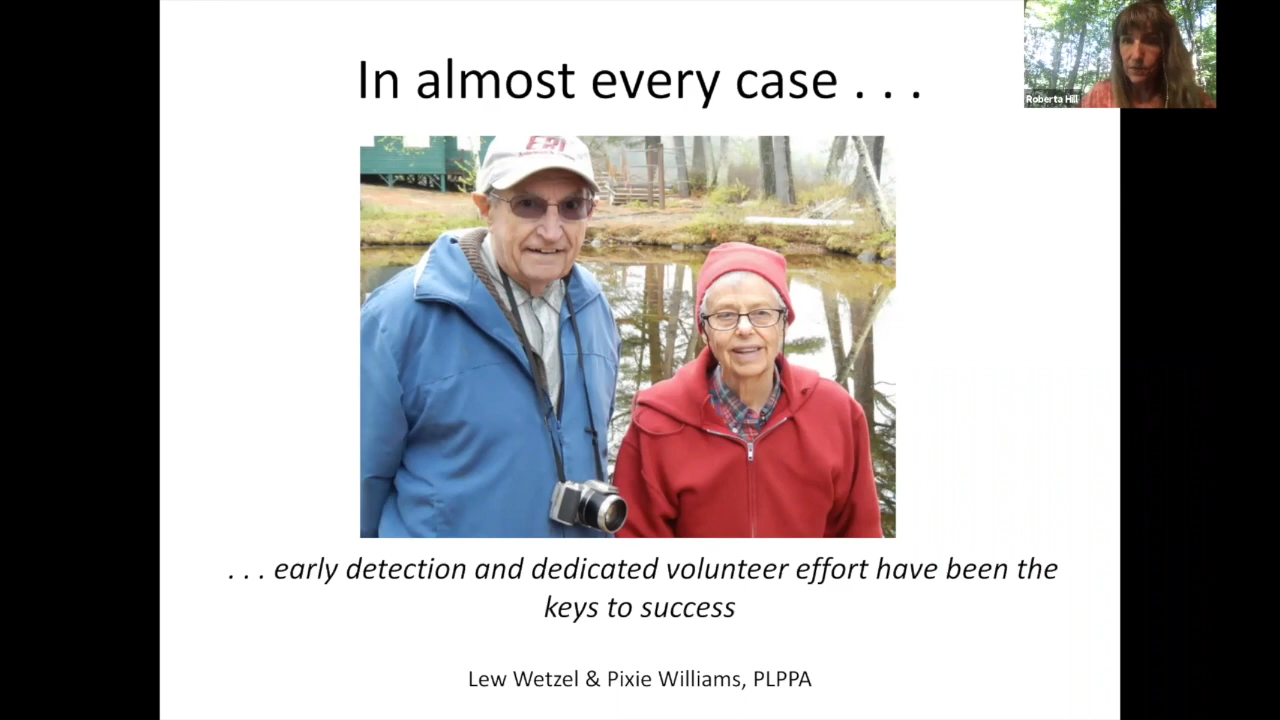 In almost every case . . .
Roberta Hill
. . . early detection and dedicated volunteer effort have been the
keys to success
Lew Wetzel & Pixie Williams, PLPPA